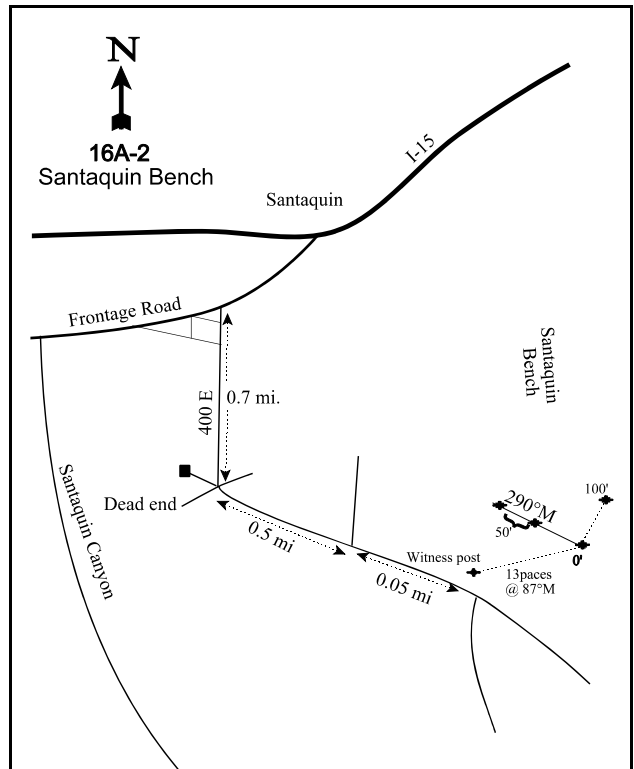 N
16A-2
Santaquin Bench
I-15
Santaquin
Frontage Road
Santaquin
Bench
400 E
0.7 mi.
Santaquin Canyon
Dead end
0.5 mi
0.05 mi
Witness post
290°M
50'
100'
0'
13paces
@ 87°M